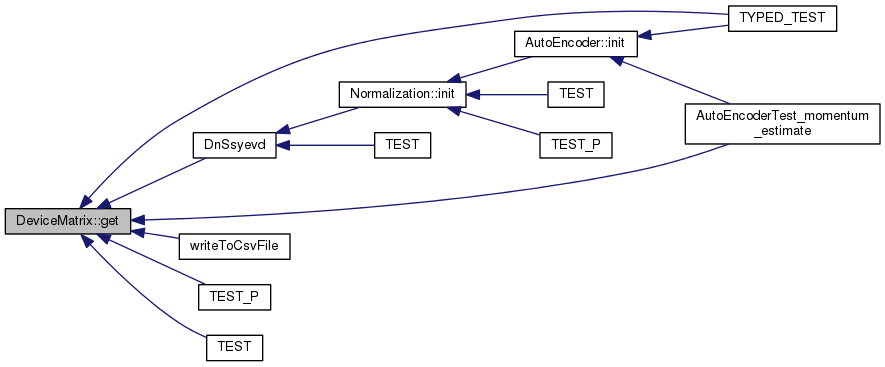 TYPED_TEST
AutoEncoder::init
Normalization::init
TEST
AutoEncoderTest_momentum
_estimate
DnSsyevd
TEST
TEST_P
DeviceMatrix::get
writeToCsvFile
TEST_P
TEST